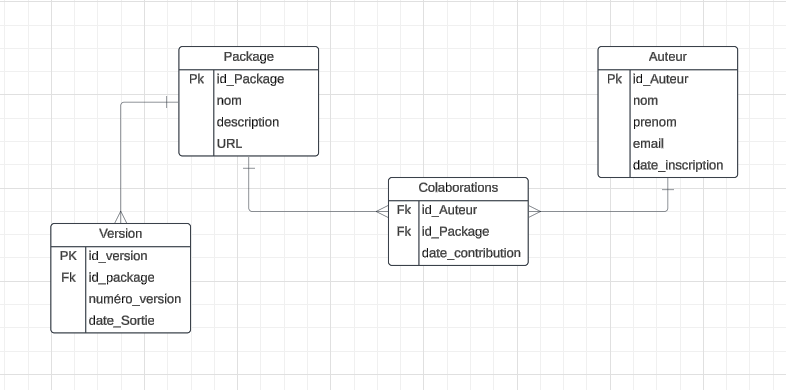 Package
Pk id_Package
nom
description
URL
Auteur
Pk id_Auteur
nom
prenom
email
date_inscription
Colaborations
Fk id_Auteur
Fk id_Package
date_contribution
Version
PK id_version
Fk id_package
numéro_version
date_Sortie